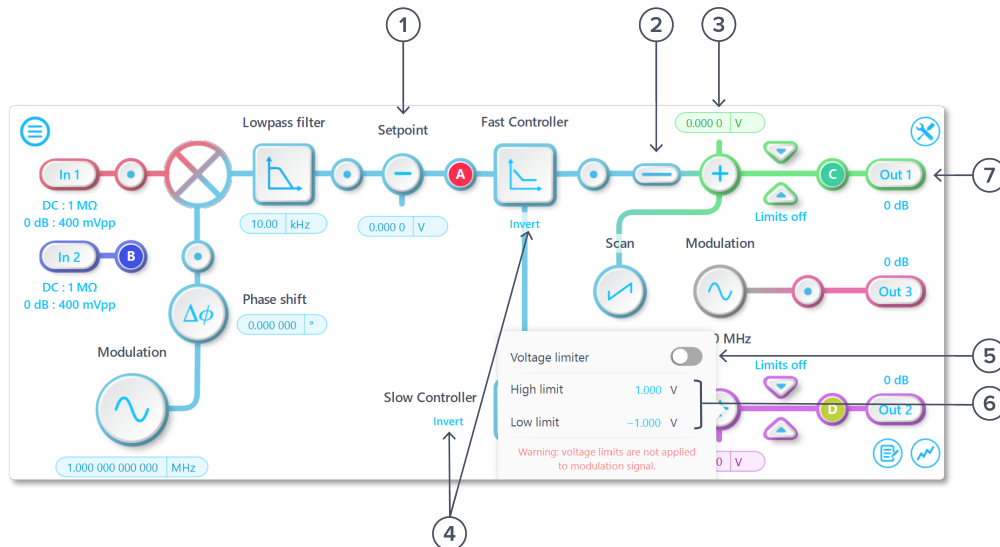 1
2
3
Lowpass filter
Setpoint
Fast Controller
0.000 0 V
In 1
A
C
Out 1
7
DC : 1 MΩ
0 dB : 400 mVpp
10.00 kHz
0.000 0 V
Invert
Limits off
0 dB
In 2
B
Scan
Modulation
0 dB
DC : 1 MΩ
0 dB : 400 mVpp
Δϕ
Phase shift
0.000 000 °
Out 3
Modulation
0 MHz
Voltage limiter
5
Limits off
High limit 1.000 V
0 dB
Slow Controller
6
Invert
Low limit −1.000 V
D
Out 2
Warning: voltage limits are not applied
to modulation signal.
0 V
1.000 000 000 000 MHz
4